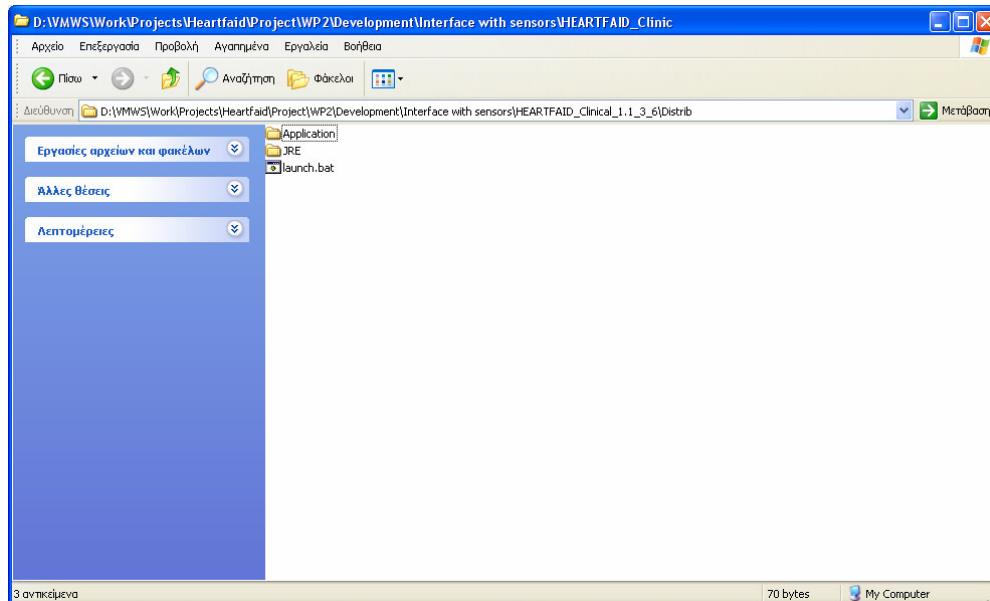 D:\VMWS\Work\Projects\Heartfaid\Project\WP2\Development\Interface with sensors\HEARTFAID_Clinic
Αρχείο Επεξεργασία Προβολή Αγαπημένα Εργαλεία Βοήθεια
Πίσω Αναζήτηση Φάκελοι
Διεύθυνση D:\VMWS\Work\Projects\Heartfaid\Project\WP2\Development\Interface with sensors\HEARTFAID_Clinical_1.1_3_6\Distrib Μετάβαση
Εργασίες αρχείων και φακέλων
Άλλες θέσεις
Λεπτομέρειες
Application
JRE
launch.bat
3 αντικείμενα 70 bytes My Computer